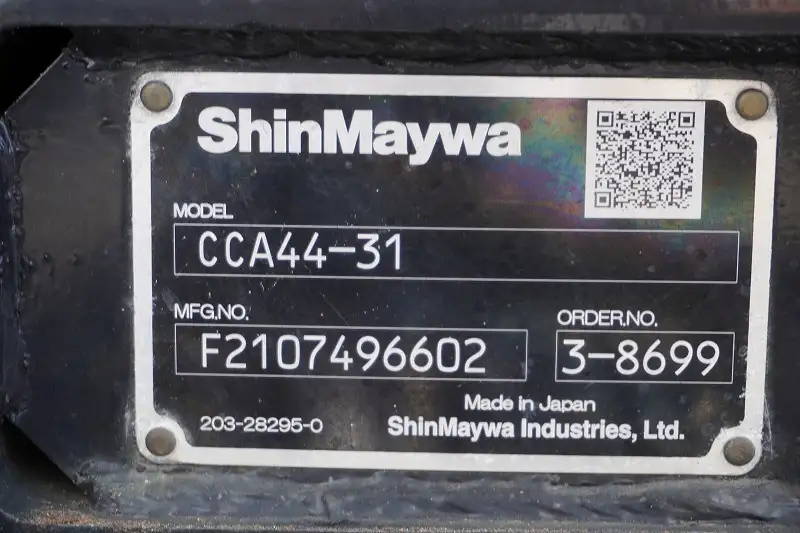 ShinMaywa
MODEL
CCA44-31
MFG.NO.
F2107496602
ORDER.NO.
3-8699
Made in Japan
203-28295-0
ShinMaywa Industries, Ltd.